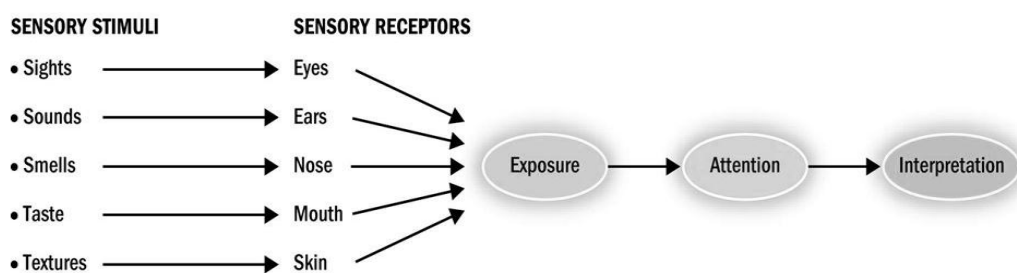 SENSORY STIMULI SENSORY RECEPTORS
• Sights Eyes
• Sounds Ears
• Smells Nose Exposure Attention Interpretation
• Taste Mouth
• Textures Skin